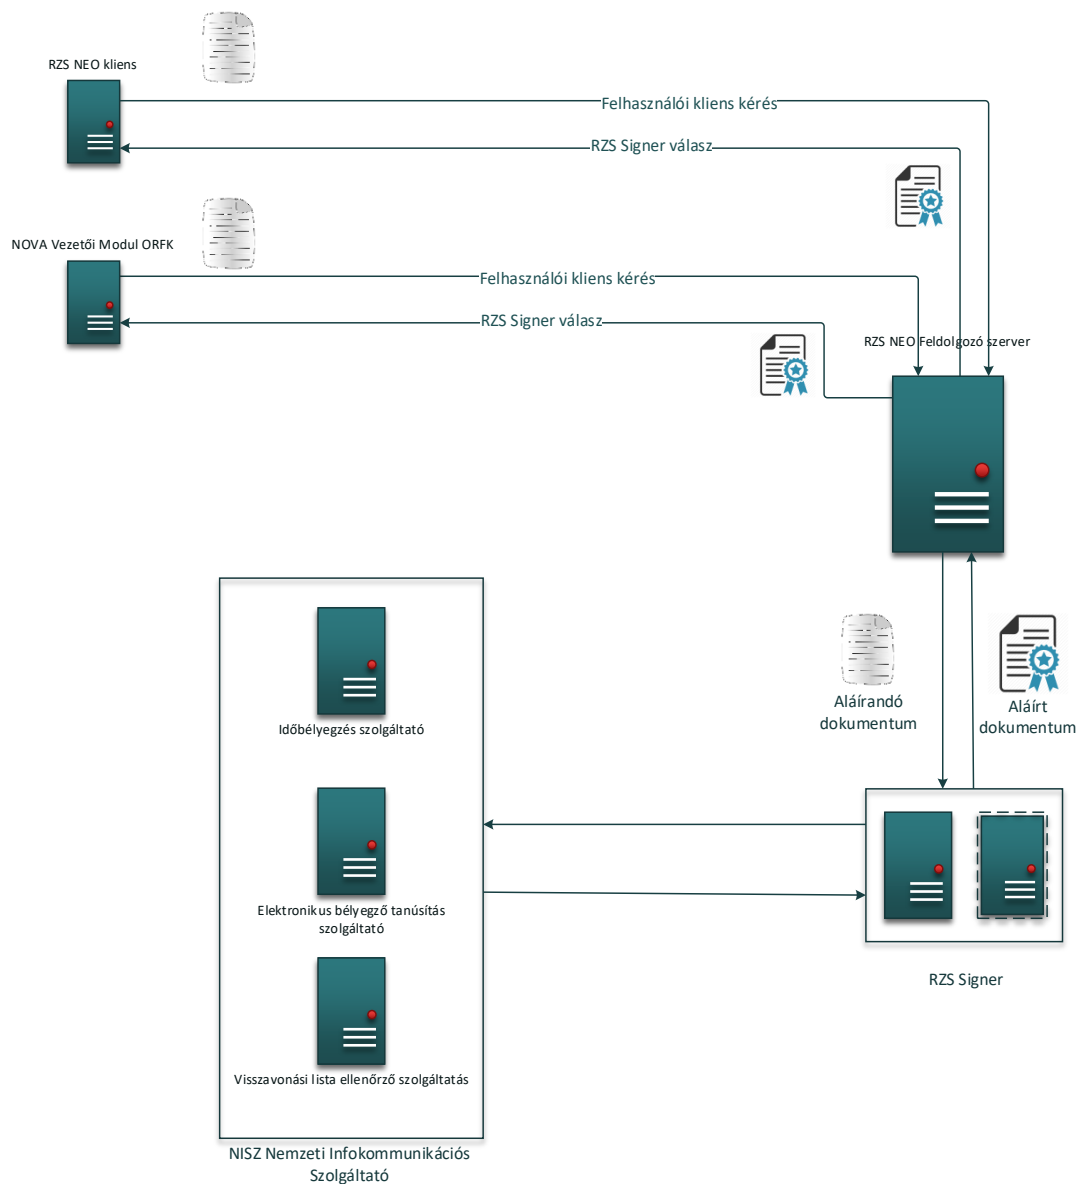 RZS NEO kliens
Felhasználói kliens kérés
RZS Signer válasz
NOVA Vezetői Modul ORFK
Felhasználói kliens kérés
RZS Signer válasz
RZS NEO Feldolgozó szerver
Aláírandó
dokumentum
Aláírt
dokumentum
Időbélyegzés szolgáltató
Elektronikus bélyegző tanúsítás
szolgáltató
RZS Signer
Visszavonási lista ellenőrző szolgáltatás
NISZ Nemzeti Infokommunikációs
Szolgáltató